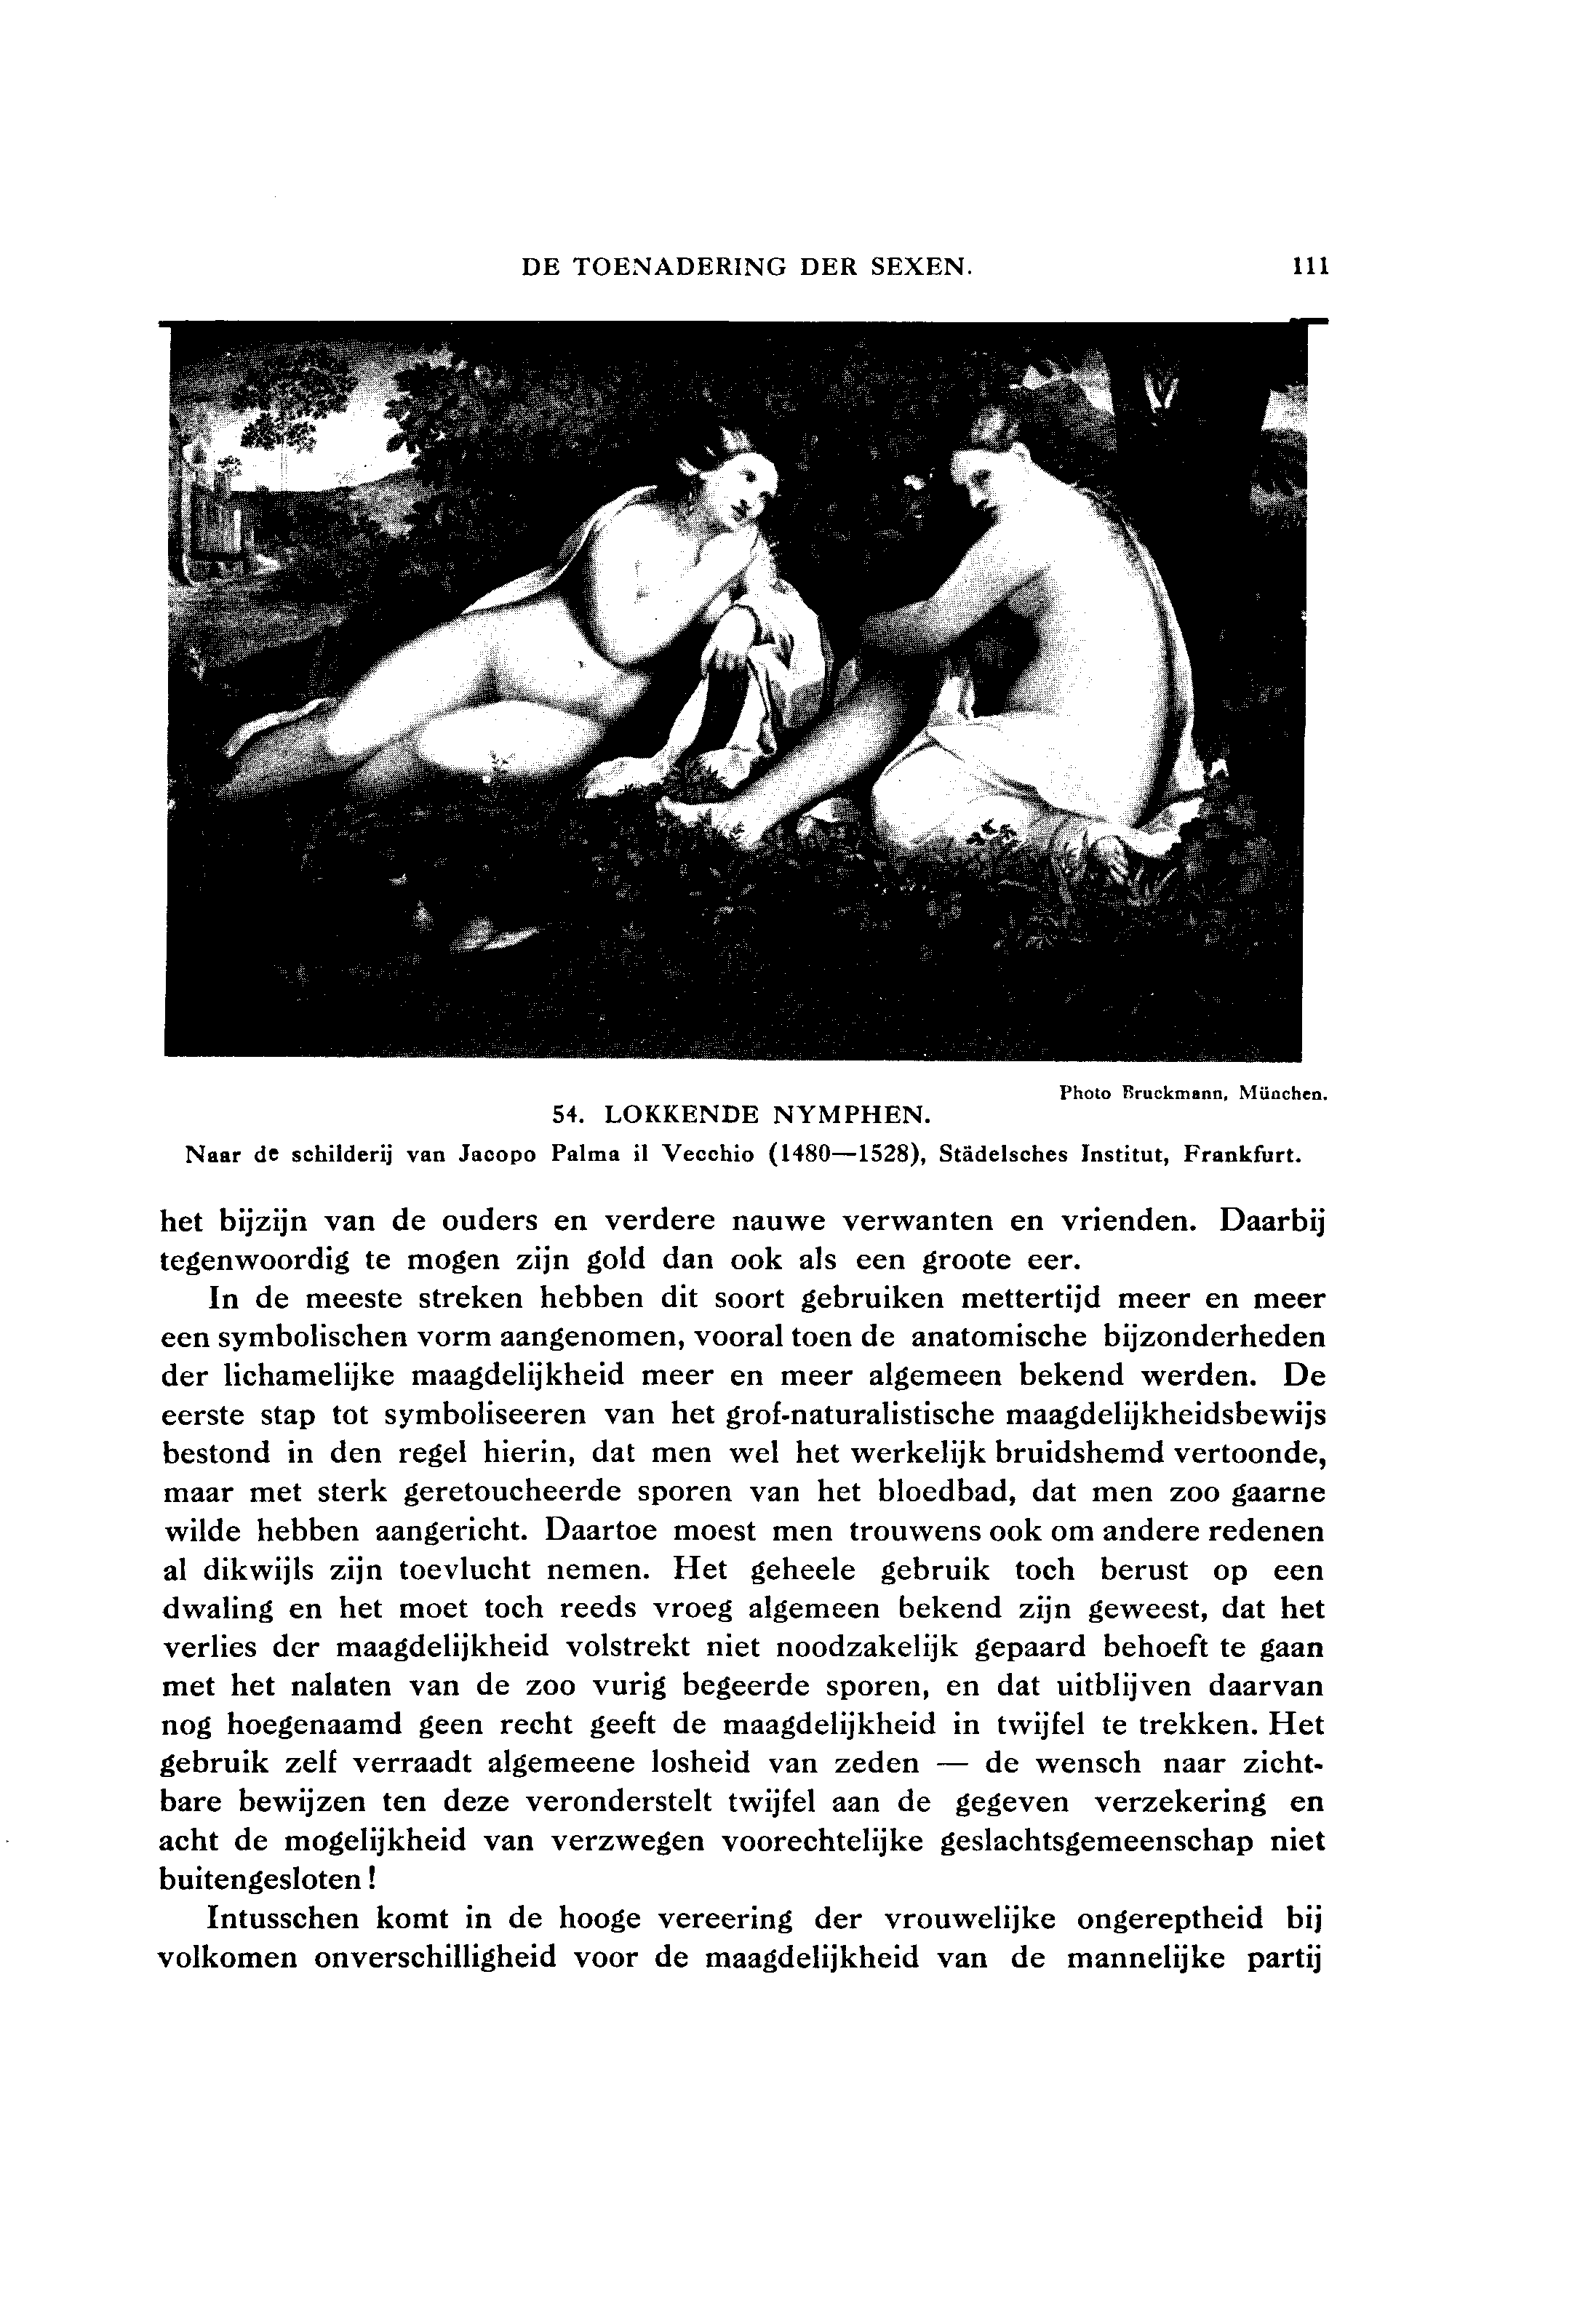 DE TOENADERING DER SEXEN. 111
Photo Bruckmann, München.
54. LOKKENDE NYMPHEN.
Naar de schilderij van Jacopo Palma il Vecchio (1480—1528), Städelsches Institut, Frankfurt.
het bijzijn van de ouders en verdere nauwe verwanten en vrienden. Daarbij
tegenwoordig te mogen zijn gold dan ook als een groote eer.
In de meeste streken hebben dit soort gebruiken mettertijd meer en meer
een symbolischen vorm aangenomen, vooral toen de anatomische bijzonderheden
der lichamelijke maagdelijkheid meer en meer algemeen bekend werden. De
eerste stap tot symboliseeren van het grof-naturalistische maagdelijkheidsbewijs
bestond in den regel hierin, dat men wel het werkelijk bruidshemd vertoonde,
maar met sterk geretoucheerde sporen van het bloedbad, dat men zoo gaarne
wilde hebben aangericht. Daartoe moest men trouwens ook om andere redenen
al dikwijls zijn toevlucht nemen. Het geheele gebruik toch berust op een
dwaling en het moet toch reeds vroeg algemeen bekend zijn geweest, dat het
verlies der maagdelijkheid volstrekt niet noodzakelijk gepaard behoeft te gaan
met het nalaten van de zoo vurig begeerde sporen, en dat uitblijven daarvan
nog hoegenaamd geen recht geeft de maagdelijkheid in twijfel te trekken. Het
gebruik zelf verraadt algemeene losheid van zeden — de wensch naar zicht-
bare bewijzen ten deze veronderstelt twijfel aan de gegeven verzekering en
acht de mogelijkheid van verzwegen voorechtelijke geslachtsgemeenschap niet
buitengesloten!
Intusschen komt in de hooge vereering der vrouwelijke ongereptheid bij
volkomen onverschilligheid voor de maagdelijkheid van de mannelijke partij